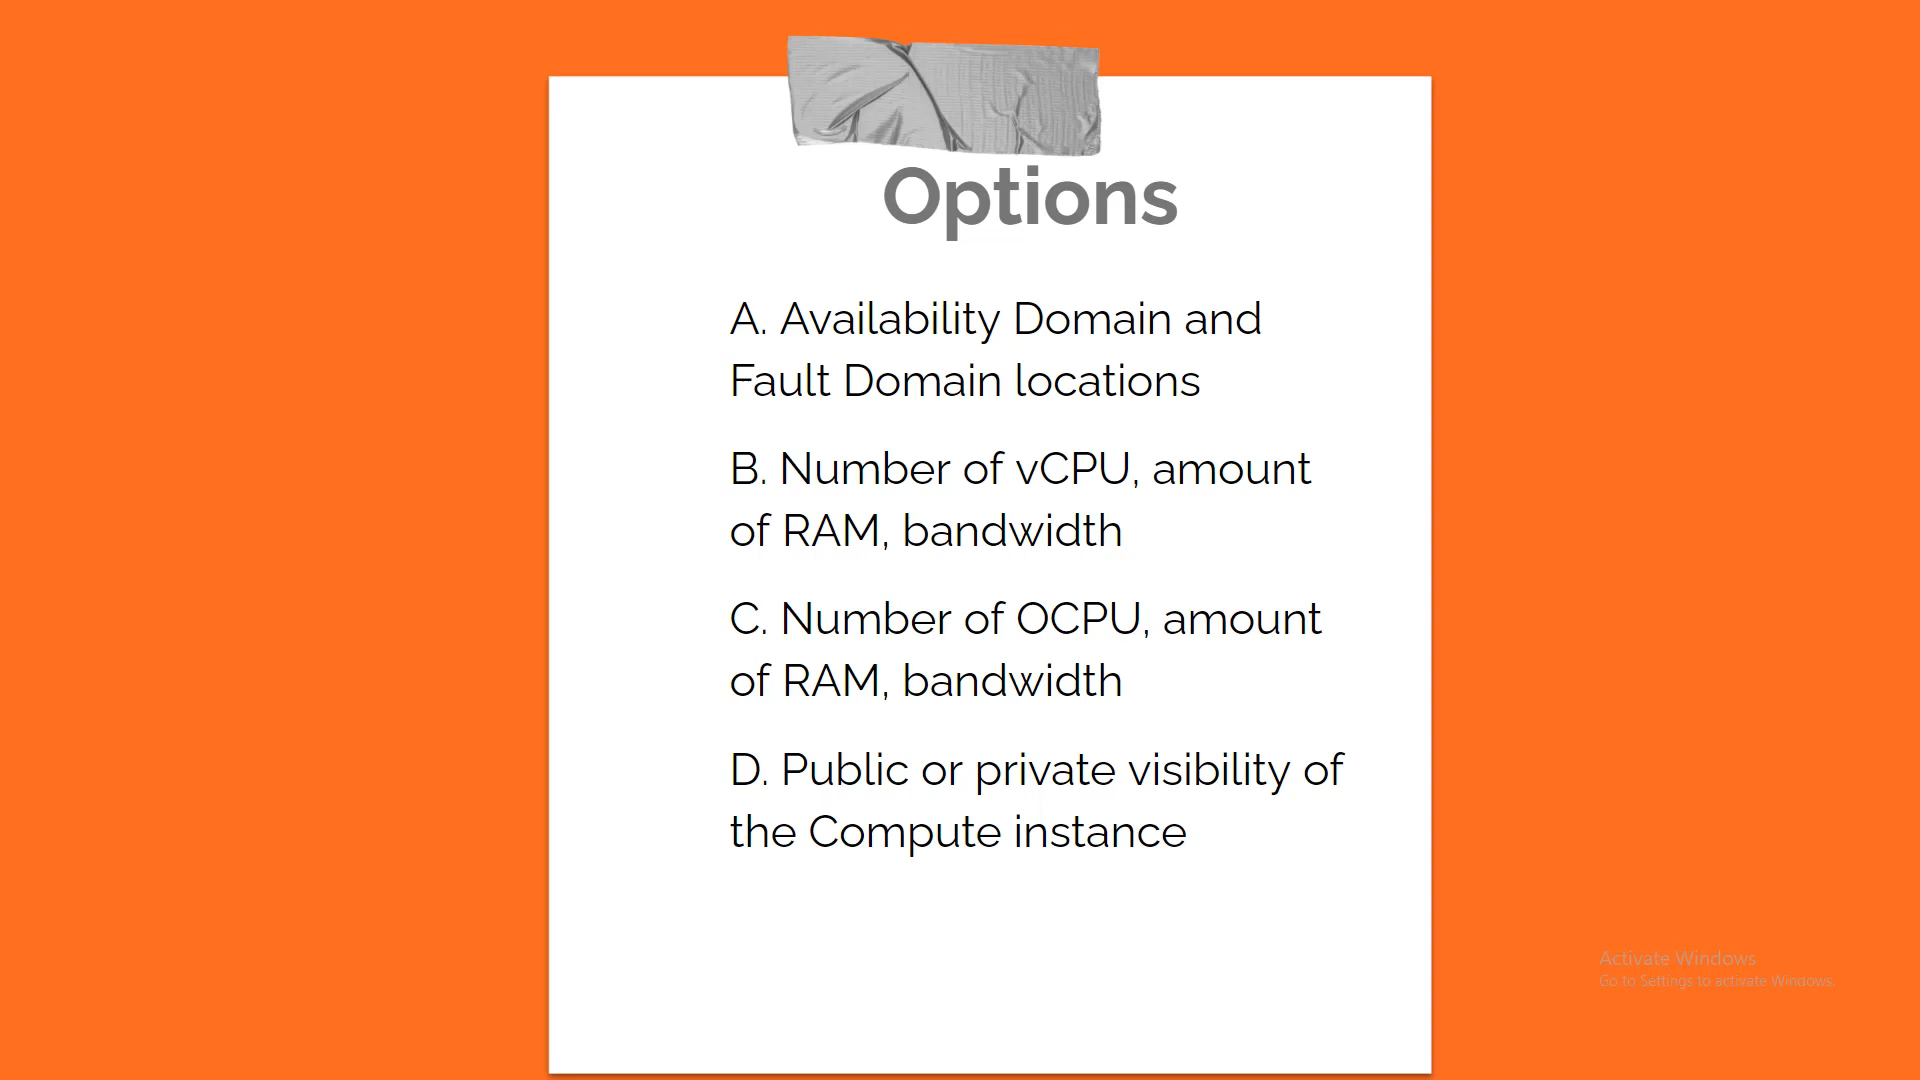 Options
A. Availability Domain and
Fault Domain locations
B. Number of vCPU, amount
of RAM, bandwidth
C. Number of OCPU, amount
of RAM, bandwidth
D. Public or private visibility of
the Compute instance
Activate Windows
Go to Settings to activate Windows.